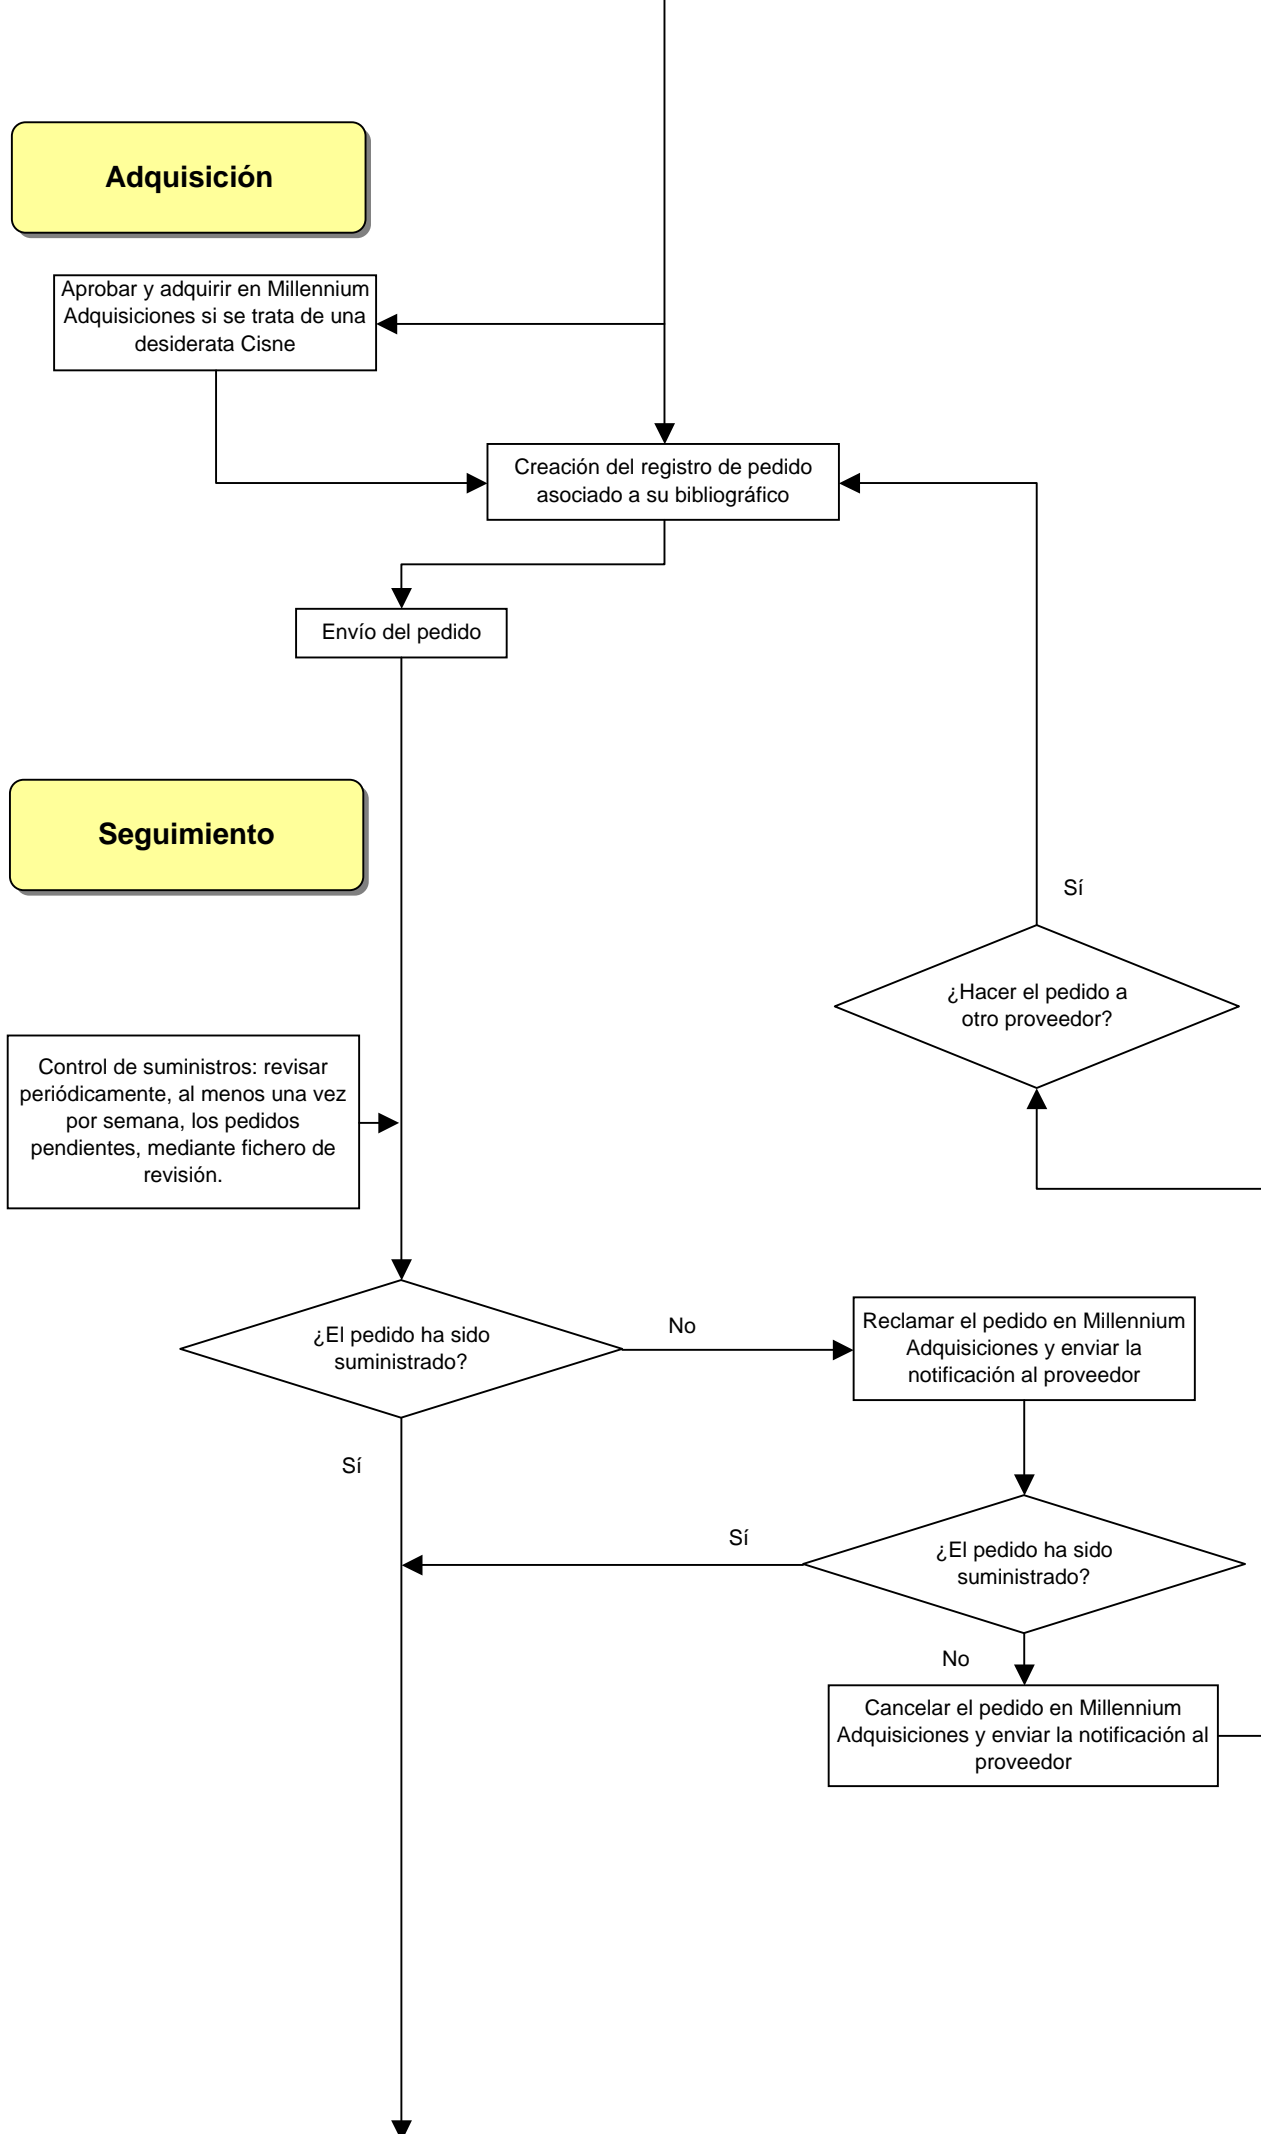 Adquisición
Aprobar y adquirir en Millennium
Adquisiciones si se trata de una
desiderata Cisne
Creación del registro de pedido
asociado a su bibliográfico
Envío del pedido
Seguimiento
Sí
¿Hacer el pedido a
otro proveedor?
Control de suministros: revisar
periódicamente, al menos una vez
por semana, los pedidos
pendientes, mediante fichero de
revisión.
¿El pedido ha sido
suministrado?
No
Reclamar el pedido en Millennium
Adquisiciones y enviar la
notificación al proveedor
Sí
Sí
¿El pedido ha sido
suministrado?
No
Cancelar el pedido en Millennium
Adquisiciones y enviar la notificación al
proveedor